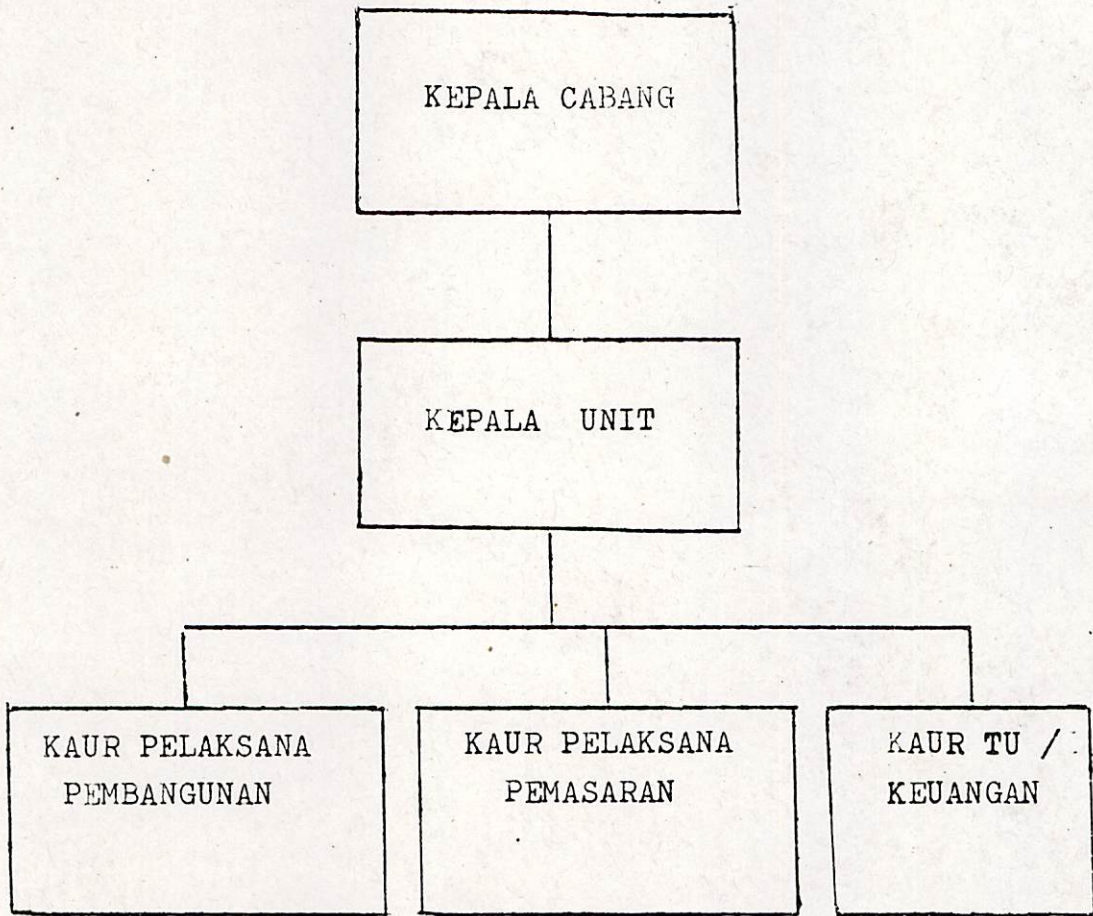 KEPALA CABANG
KEPALA UNIT
KAUR PELAKSANA
PEMBANGUNAN
KAUR PELAKSANA
PEMASARAN
KAUR TU /
KEUANGAN